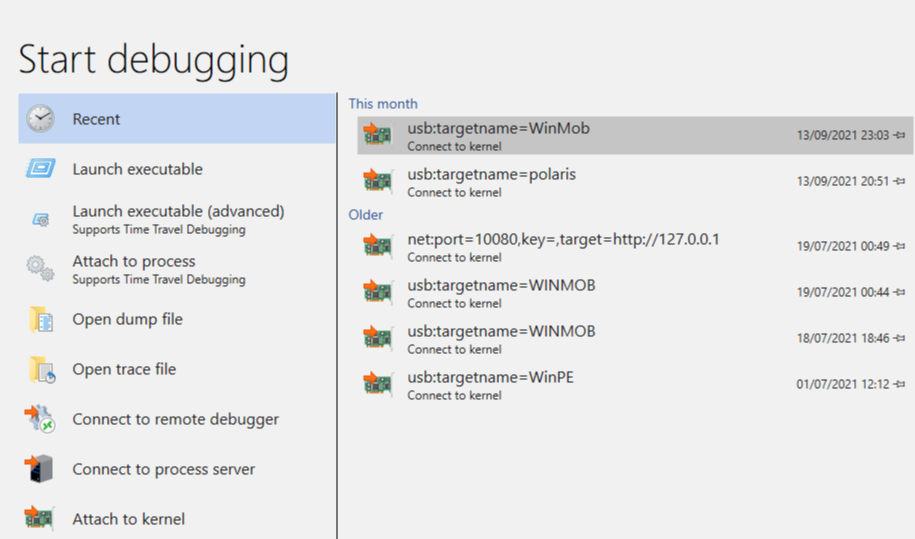 Start debugging
Recent
Launch executable
Launch executable (advanced)
Supports Time Travel Debugging
Attach to process
Supports Time Travel Debugging
Open dump file
Open trace file
Connect to remote debugger
Connect to process server
Attach to kernel
This month
usb:targetname=WinMob
Connect to kernel
13/09/2021 23:03
usb:targetname=polaris
Connect to kernel
13/09/2021 20:51
Older
net:port=10080,key=,target=http://127.0.0.1
Connect to kernel
19/07/2021 00:49
usb:targetname=WINMOB
Connect to kernel
19/07/2021 00:44
usb:targetname=WINMOB
Connect to kernel
18/07/2021 18:46
usb:targetname=WinPE
Connect to kernel
01/07/2021 12:12